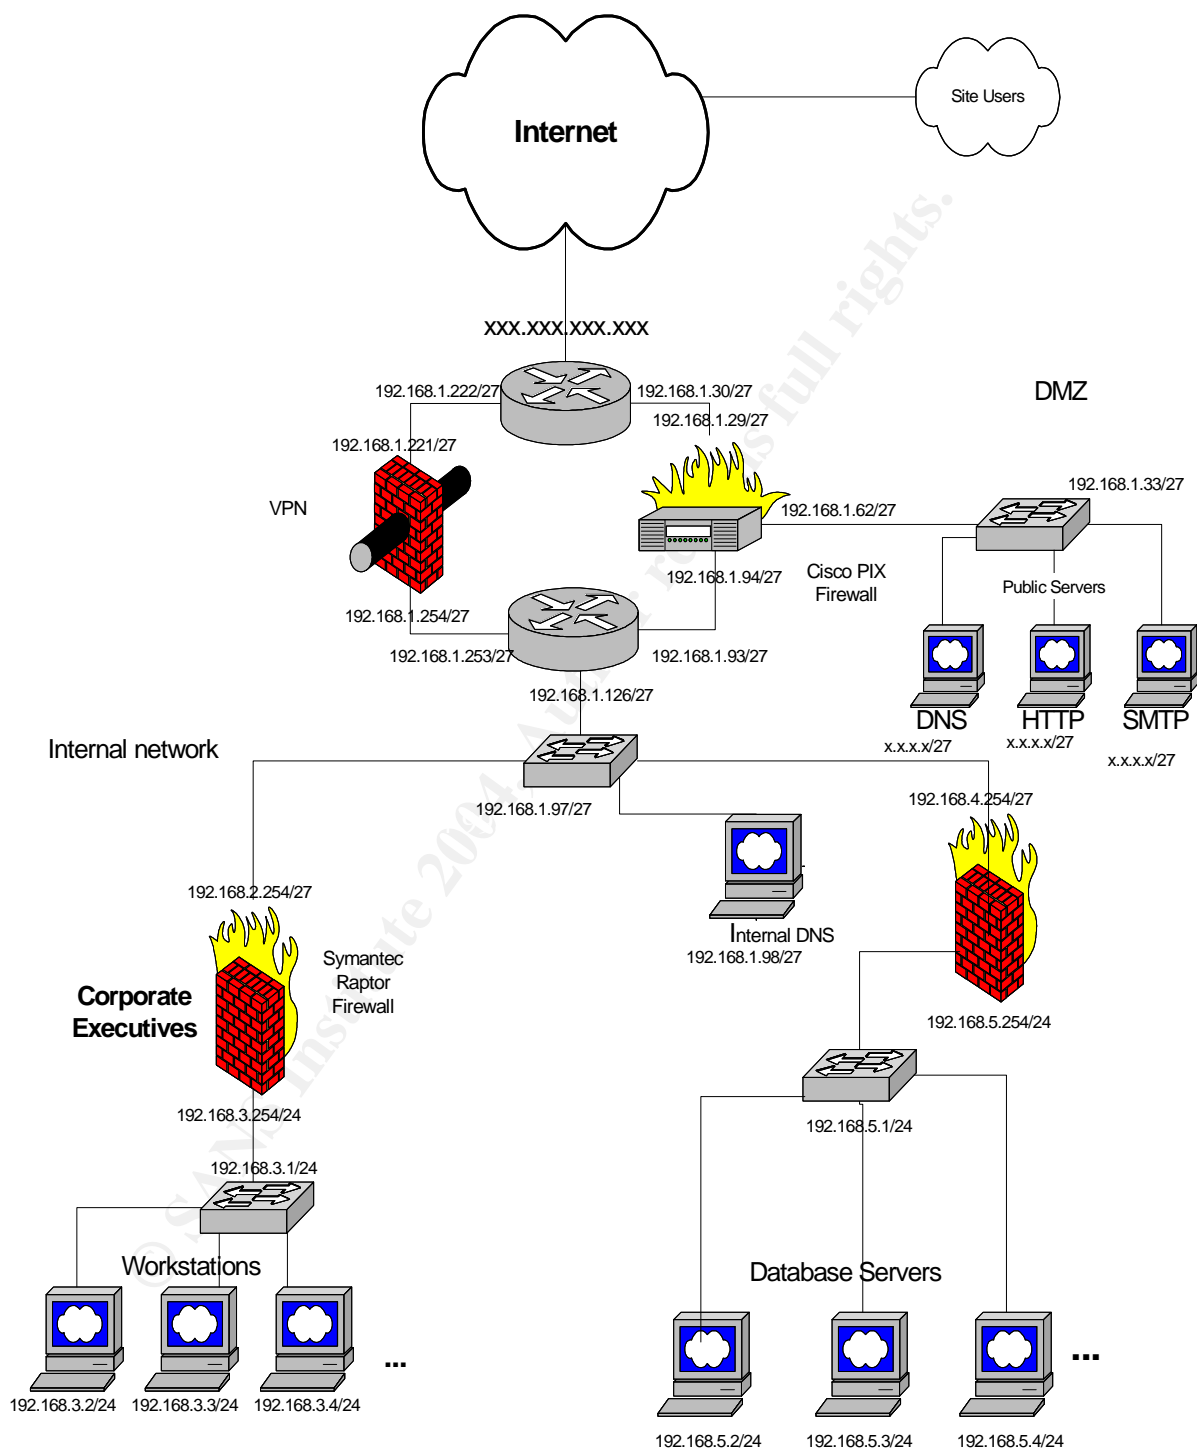 Internet
Site Users
xxx.xxx.xxx.xxx
192.168.1.222/27
192.168.1.30/27
192.168.1.29/27
DMZ
192.168.1.221/27
VPN
192.168.1.62/27
192.168.1.33/27
192.168.1.94/27
Cisco PIX
Firewall
Public Servers
192.168.1.254/27
192.168.1.253/27
192.168.1.93/27
192.168.1.126/27
DNS
x.x.x.x/27
HTTP
x.x.x.x/27
SMTP
x.x.x.x/27
Internal network
192.168.1.97/27
192.168.4.254/27
192.168.2.254/27
Internal DNS
192.168.1.98/27
Symantec
Raptor
Firewall
Corporate
Executives
192.168.5.254/24
192.168.3.254/24
192.168.5.1/24
192.168.3.1/24
Workstations
Database Servers
...
...
192.168.3.2/24
192.168.3.3/24
192.168.3.4/24
192.168.5.2/24
192.168.5.3/24
192.168.5.4/24
© SANS Institute 2004, Author retains full rights.